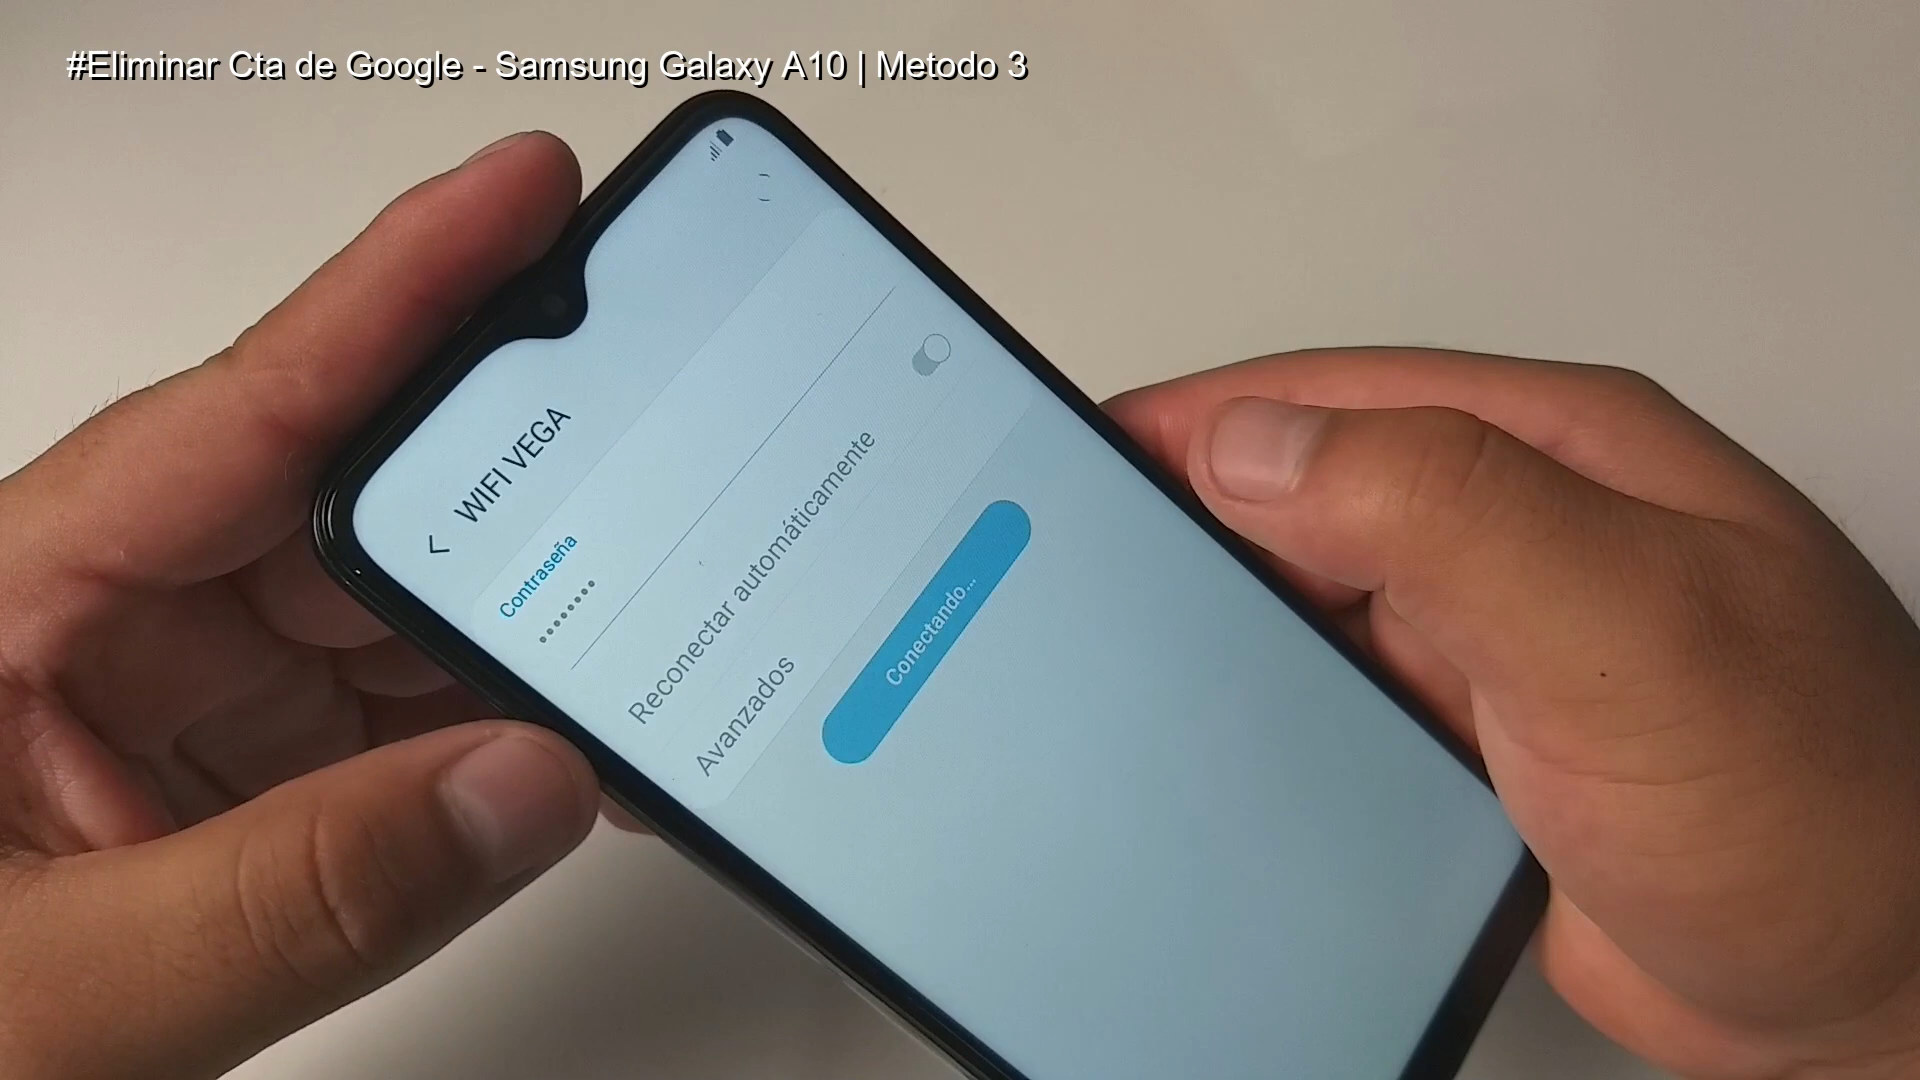 #Eliminar Cta de Google - Samsung Galaxy A10 | Metodo 3
WIFI VEGA
Contraseña
Reconectar automáticamente
Avanzados
Conectando...